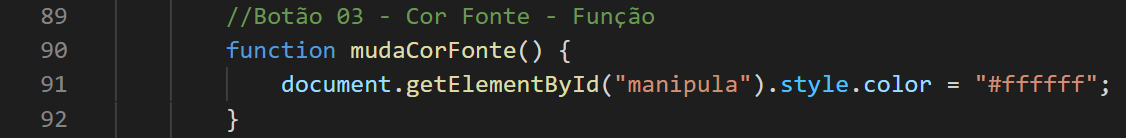 89 //Botão 03 - Cor Fonte - Função
90 function mudaCorFonte() {
91 document.getElementById("manipula").style.color = "#ffffff";
92 }